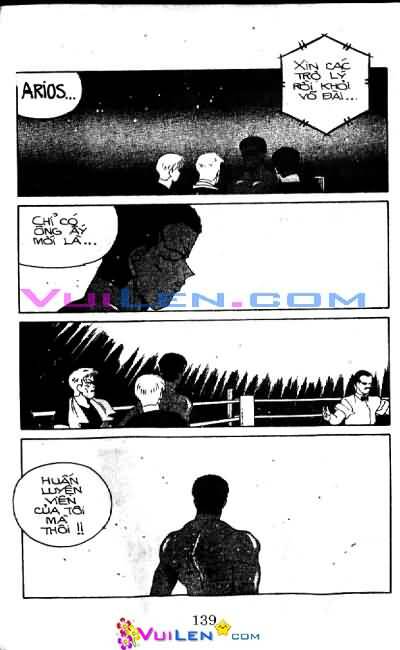 XIN CÁC
TRỢ LÝ
RỜI KHỎI
VÕ ĐÀI...
ARIOS...
CHỈ CÓ
ÔNG ẤY
MỚI LÀ...
VUILEN.COM
HUẤN
LUYỆN
VIÊN
CỦA TÔI
MÀ
THÔI !!
139
VUILEN.COM